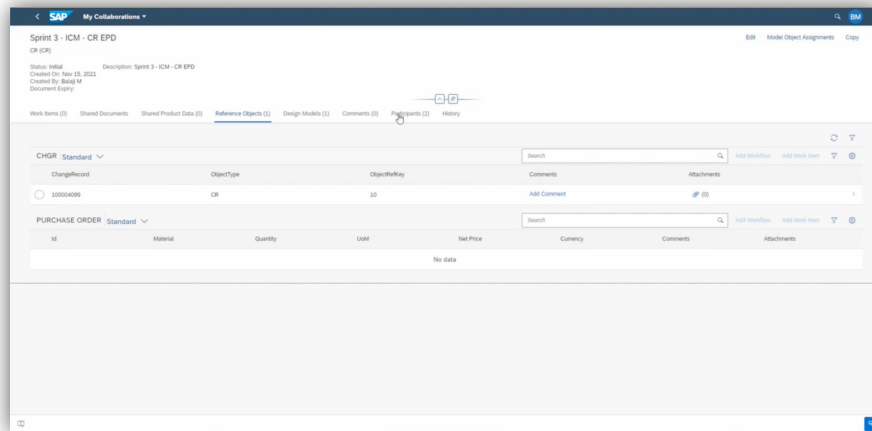 SAP My Collaborations
BM
Sprint 3 - ICM - CR EPD
Edit Model Object Assignments Copy
CR (CR)
Status: Initial Description: Sprint 3 - ICM - CR EPD
Created On: Nov 15, 2021
Created By: Balaji M
Document Expiry:
Work Items (0) Shared Documents Shared Product Data (0) Reference Objects (1) Design Models (1) Comments (0) Participants (2) History
CHGR Standard Search Add Workflow Add Work Item
ChangeRecord ObjectType ObjectRefKey Comments Attachments
100004099 CR 10 Add Comment (0)
PURCHASE ORDER Standard Search Add Workflow Add Work Item
Id Material Quantity UoM Net Price Currency Comments Attachments
No data